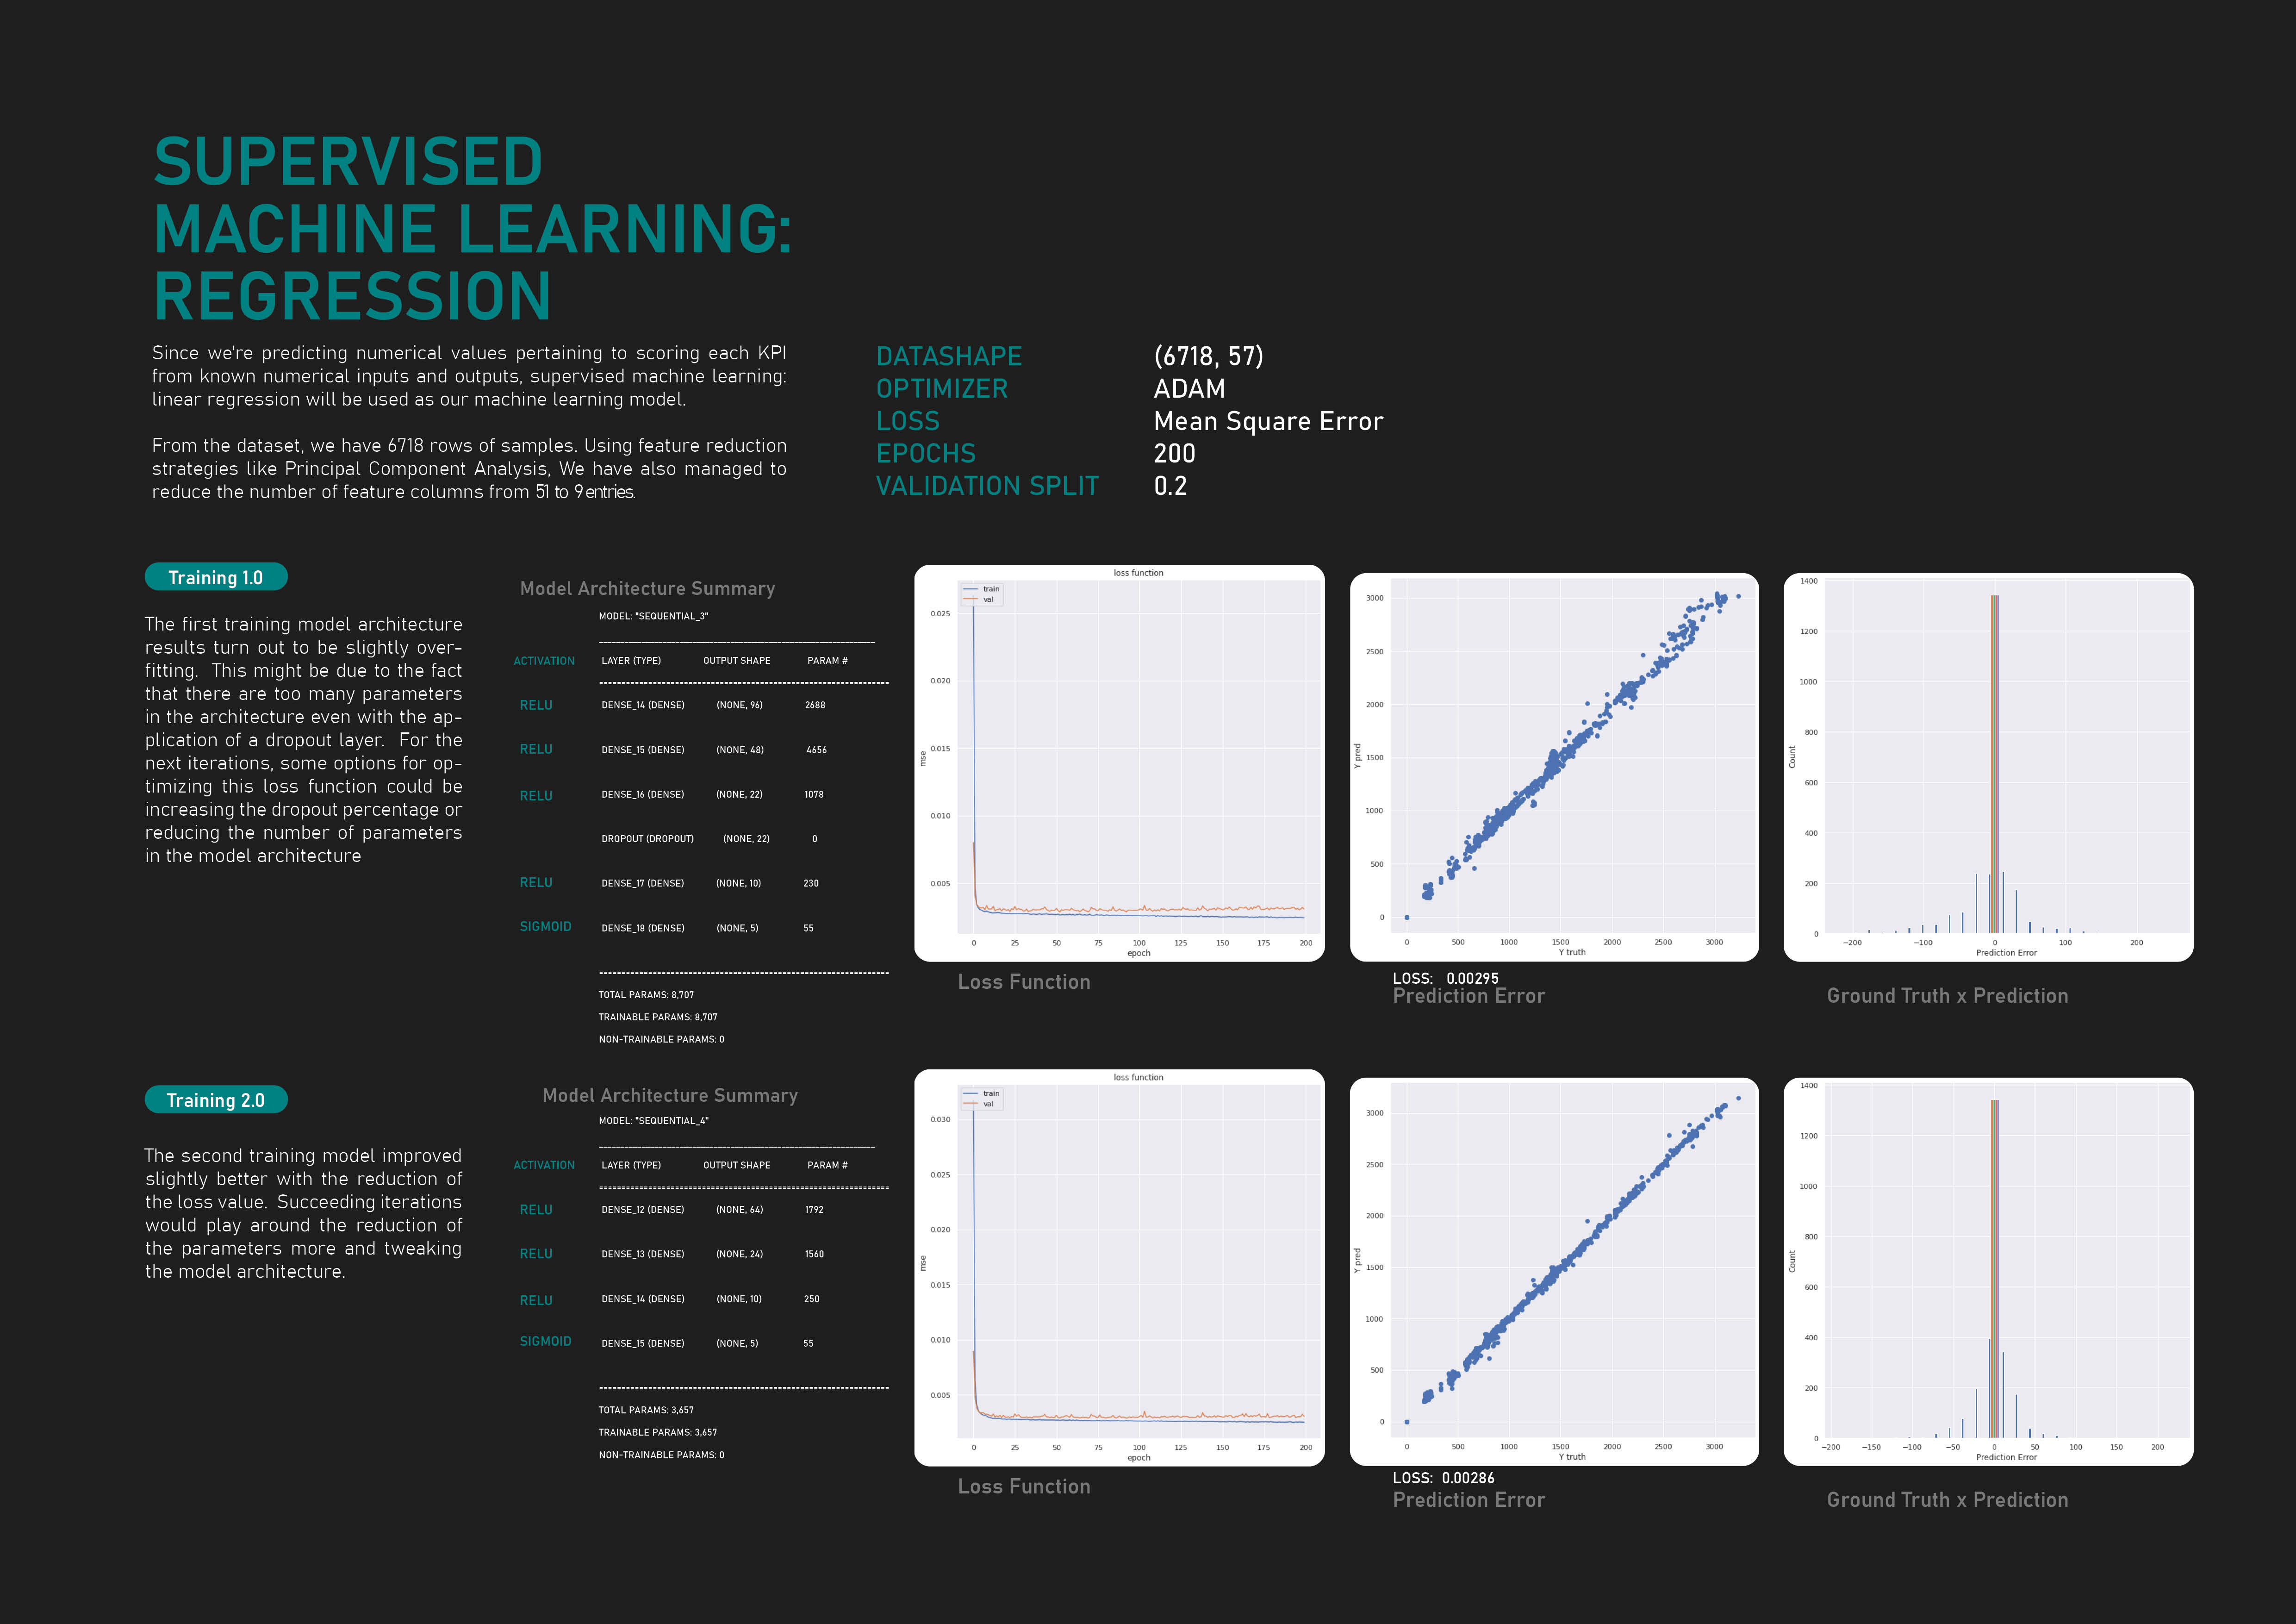 SUPERVISED
MACHINE LEARNING:
REGRESSION
Since we're predicting numerical values pertaining to scoring each KPI
from known numerical inputs and outputs, supervised machine learning:
linear regression will be used as our machine learning model.
From the dataset, we have 6718 rows of samples. Using feature reduction
strategies like Principal Component Analysis, We have also managed to
reduce the number of feature columns from 51 to 9 entries.
DATASHAPE (6718, 57)
OPTIMIZER ADAM
LOSS Mean Square Error
EPOCHS 200
VALIDATION SPLIT 0.2
Training 1.0
The first training model architecture
results turn out to be slightly over-
fitting. This might be due to the fact
that there are too many parameters
in the architecture even with the ap-
plication of a dropout layer. For the
next iterations, some options for op-
timizing this loss function could be
increasing the dropout percentage or
reducing the number of parameters
in the model architecture
Model Architecture Summary
MODEL: "SEQUENTIAL_3"
ACTIVATION LAYER (TYPE) OUTPUT SHAPE PARAM #
RELU DENSE_14 (DENSE) (NONE, 96) 2688
RELU DENSE_15 (DENSE) (NONE, 48) 4656
RELU DENSE_16 (DENSE) (NONE, 22) 1078
DROPOUT (DROPOUT) (NONE, 22) 0
RELU DENSE_17 (DENSE) (NONE, 10) 230
SIGMOID DENSE_18 (DENSE) (NONE, 5) 55
TOTAL PARAMS: 8,707
TRAINABLE PARAMS: 8,707
NON-TRAINABLE PARAMS: 0
loss function
train
val
0.025
0.020
0.015
0.010
0.005
mse
0 25 50 75 100 125 150 175 200
epoch
Loss Function
3000
2500
2000
1500
1000
500
0
Y pred
0 500 1000 1500 2000 2500 3000
Y truth
LOSS: 0.00295
Prediction Error
1400
1200
1000
800
600
400
200
0
Count
−200 −100 0 100 200
Prediction Error
Ground Truth x Prediction
Training 2.0
The second training model improved
slightly better with the reduction of
the loss value. Succeeding iterations
would play around the reduction of
the parameters more and tweaking
the model architecture.
Model Architecture Summary
MODEL: "SEQUENTIAL_4"
ACTIVATION LAYER (TYPE) OUTPUT SHAPE PARAM #
RELU DENSE_12 (DENSE) (NONE, 64) 1792
RELU DENSE_13 (DENSE) (NONE, 24) 1560
RELU DENSE_14 (DENSE) (NONE, 10) 250
SIGMOID DENSE_15 (DENSE) (NONE, 5) 55
TOTAL PARAMS: 3,657
TRAINABLE PARAMS: 3,657
NON-TRAINABLE PARAMS: 0
loss function
train
val
0.030
0.025
0.020
0.015
0.010
0.005
mse
0 25 50 75 100 125 150 175 200
epoch
Loss Function
3000
2500
2000
1500
1000
500
0
Y pred
0 500 1000 1500 2000 2500 3000
Y truth
LOSS: 0.00286
Prediction Error
1400
1200
1000
800
600
400
200
0
Count
−200 −150 −100 −50 0 50 100 150 200
Prediction Error
Ground Truth x Prediction